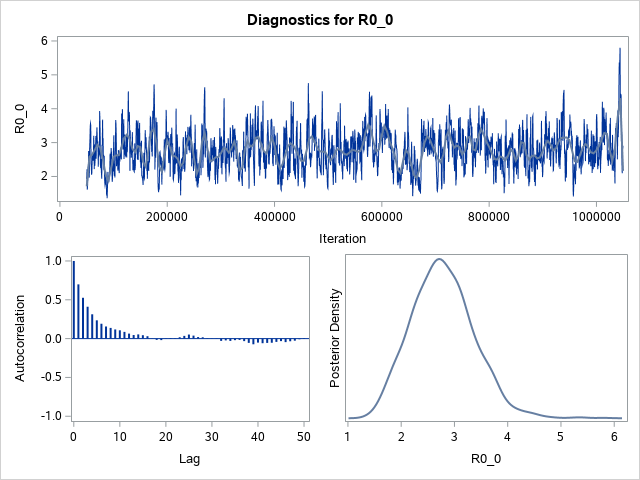 Diagnostics for R0_0
6
5
4
3
2
R0_0
0 200000 400000 600000 800000 1000000
Iteration
1.0
0.5
0.0
-0.5
-1.0
Autocorrelation
0 10 20 30 40 50
Lag
Posterior Density
1 2 3 4 5 6
R0_0